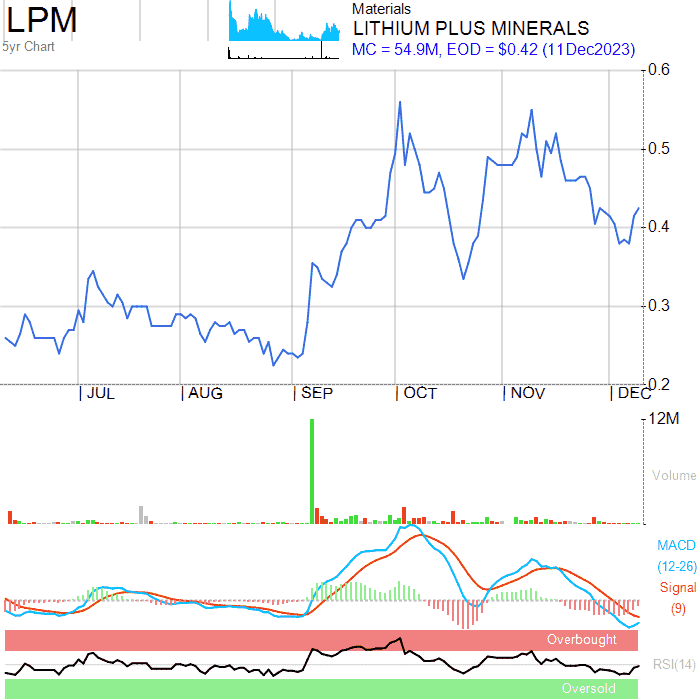 LPM
5yr Chart
Materials
LITHIUM PLUS MINERALS
MC = 54.9M, EOD = $0.42 (11Dec2023)
0.6
0.5
0.4
0.3
0.2
JUL AUG SEP OCT NOV DEC
12M
Volume
MACD
(12-26)
Signal
(9)
Overbought
RSI(14)
Oversold